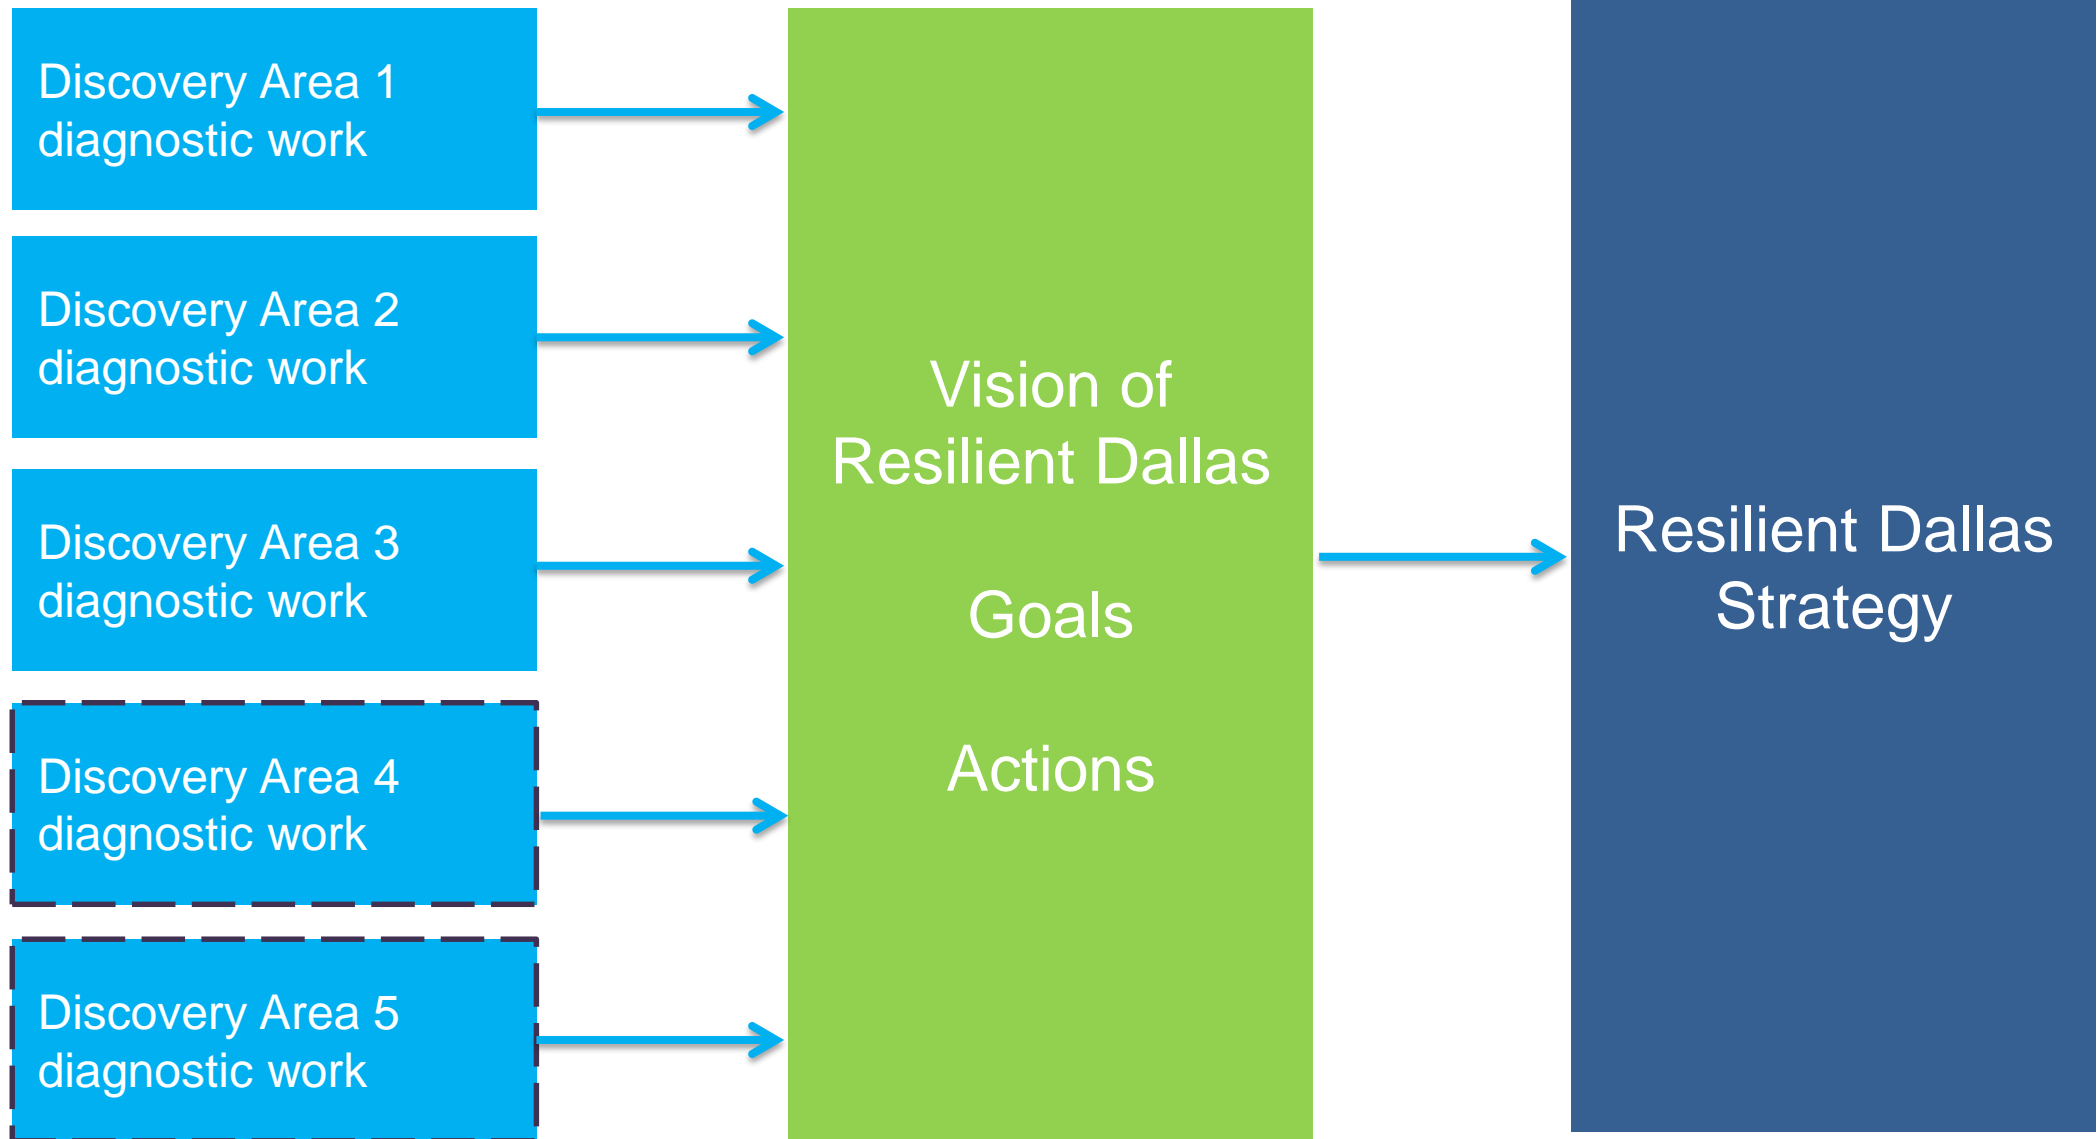 Discovery Area 1
diagnostic work
Discovery Area 2
diagnostic work
Discovery Area 3
diagnostic work
Discovery Area 4
diagnostic work
Discovery Area 5
diagnostic work
Vision of
Resilient Dallas
Goals
Actions
Resilient Dallas
Strategy